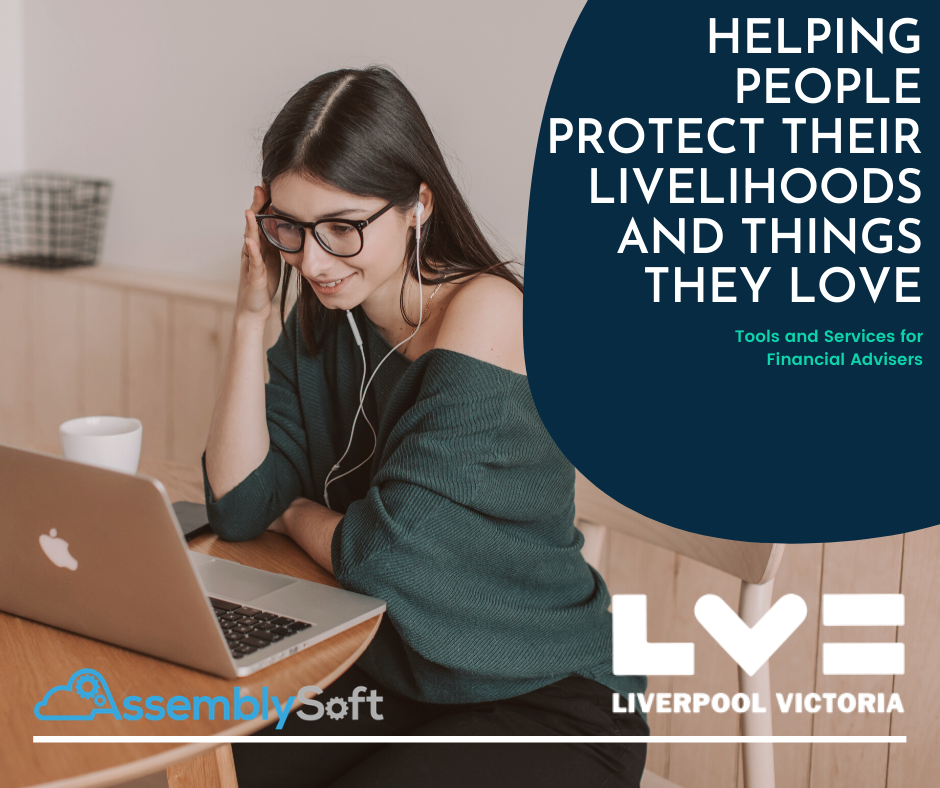 HELPING
PEOPLE
PROTECT THEIR
LIVELIHOODS
AND THINGS
THEY LOVE
Tools and Services for
Financial Advisers
AssemblySoft
LV=
LIVERPOOL VICTORIA